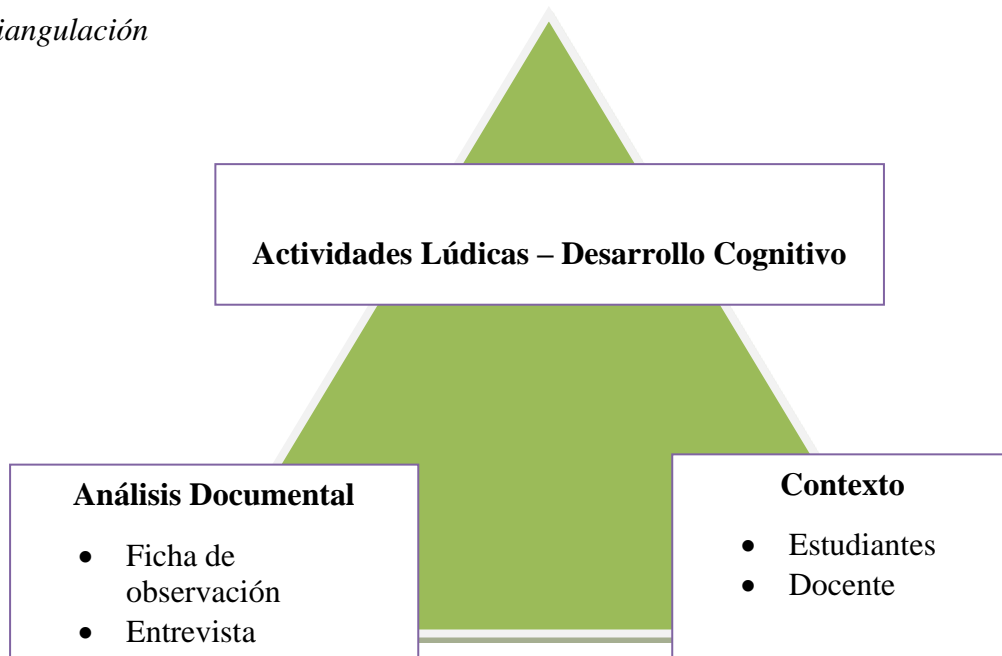 iangulación
Actividades Lúdicas – Desarrollo Cognitivo
Análisis Documental
• Ficha de
observación
• Entrevista
Contexto
• Estudiantes
• Docente